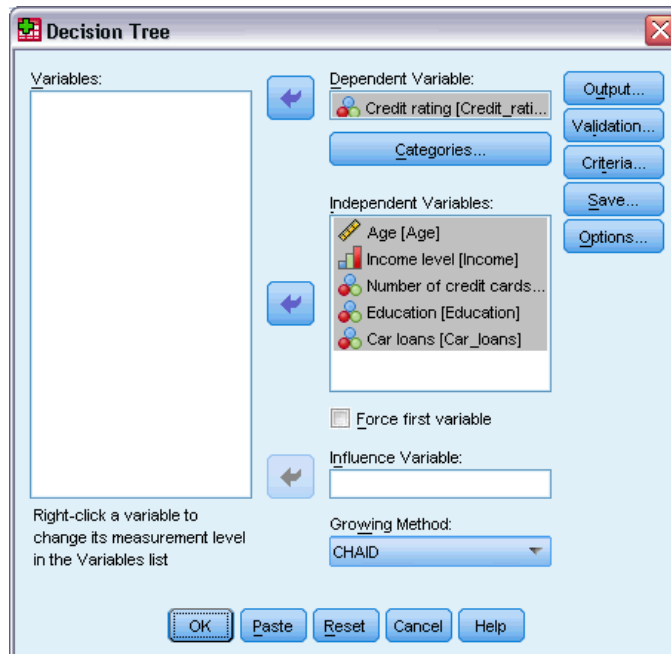 Decision Tree
Variables:
Dependent Variable:
Credit rating [Credit_rati...
Categories...
Independent Variables:
Age [Age]
Income level [Income]
Number of credit cards...
Education [Education]
Car loans [Car_loans]
Force first variable
Influence Variable:
Growing Method:
CHAID
Right-click a variable to
change its measurement level
in the Variables list
Output...
Validation...
Criteria...
Save...
Options...
OK
Paste
Reset
Cancel
Help